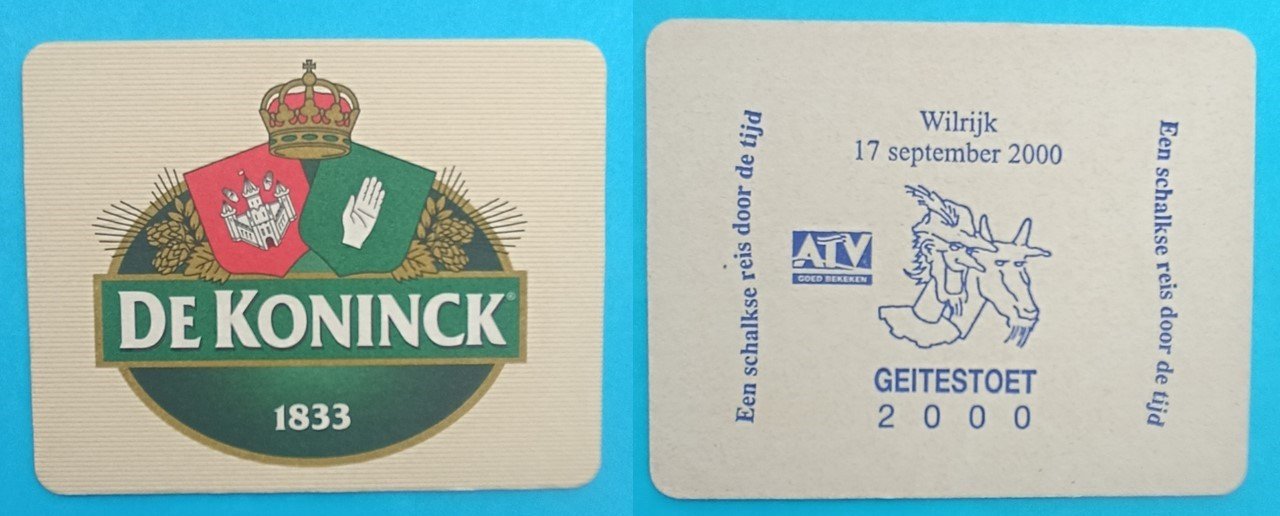 DE KONINCK®
1833
Wilrijk
17 september 2000
Een schalkse reis door de tijd
ATV
GOED BEKEKEN
Een schalkse reis door de tijd
GEITESTOET
2000